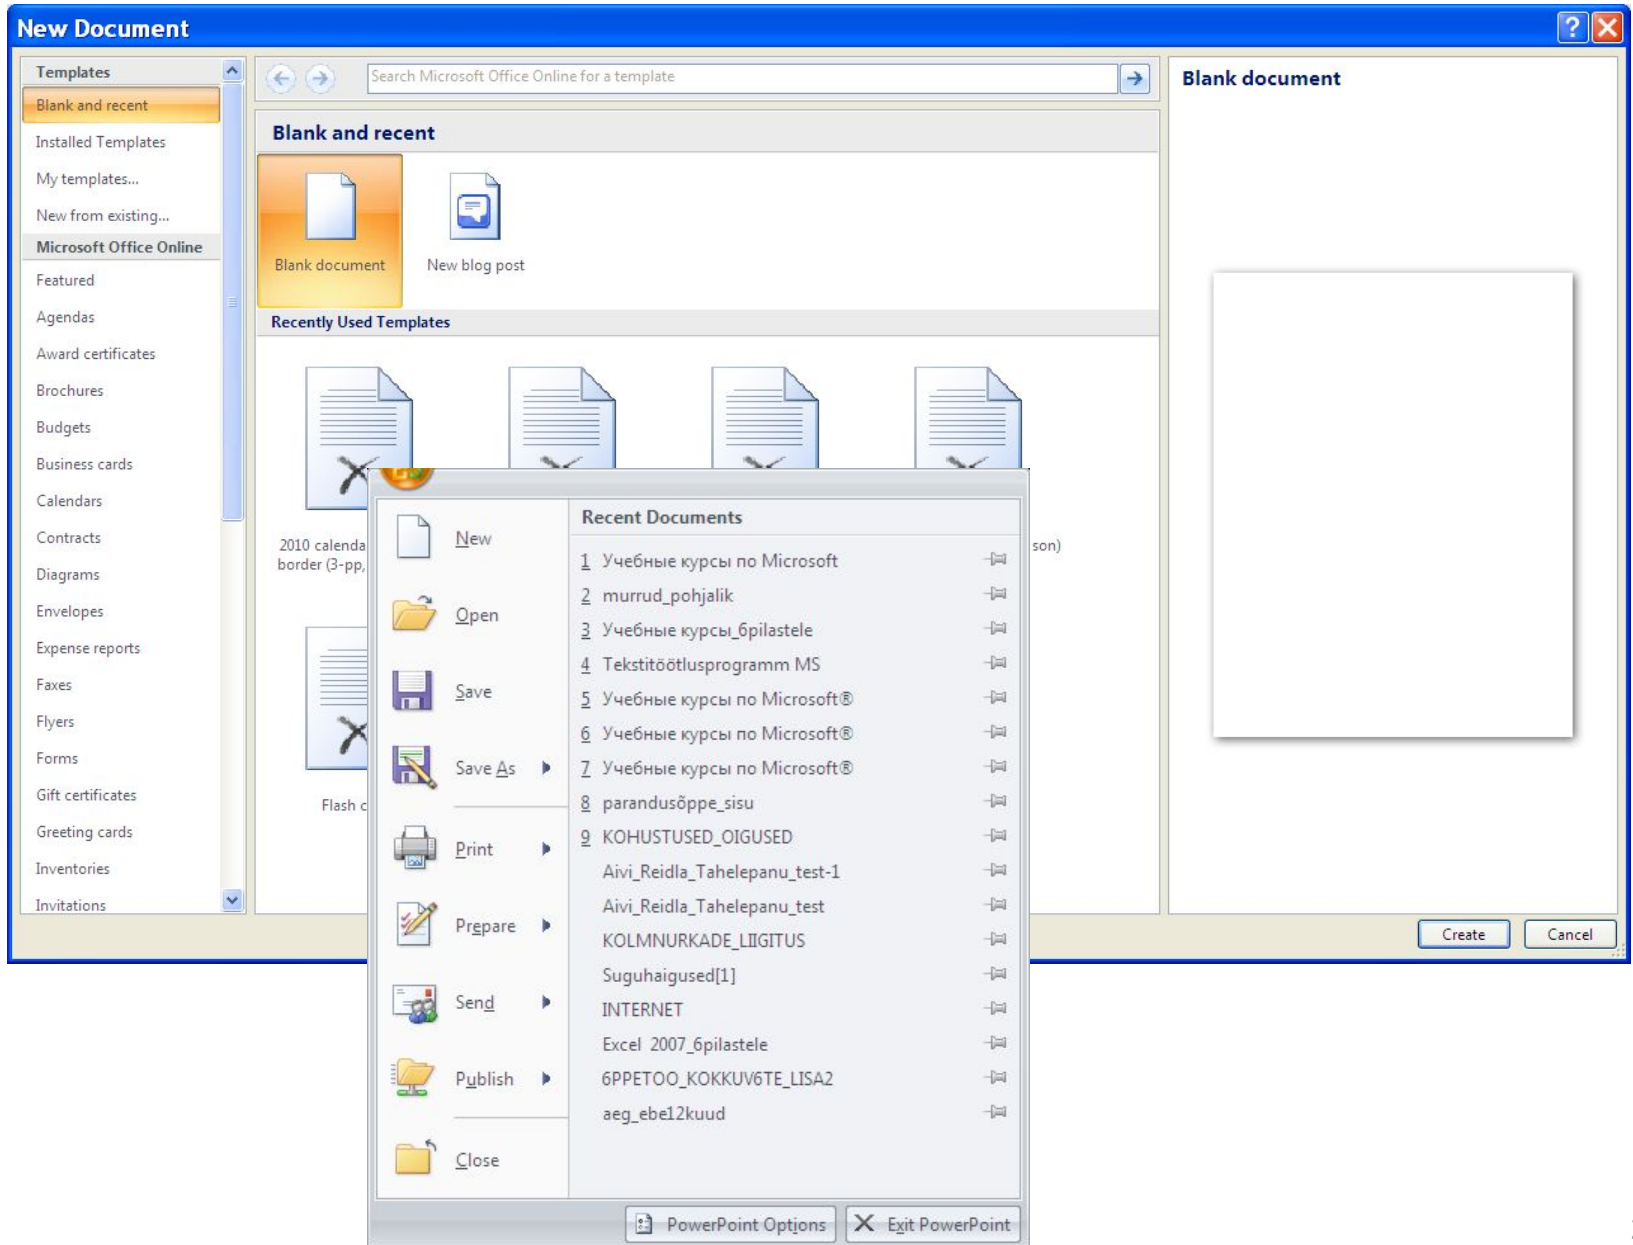 New Document
Templates
Blank and recent
Installed Templates
My templates...
New from existing...
Microsoft Office Online
Featured
Agendas
Award certificates
Brochures
Budgets
Business cards
Calendars
Contracts
Diagrams
Envelopes
Expense reports
Faxes
Flyers
Forms
Gift certificates
Greeting cards
Inventories
Invitations
Search Microsoft Office Online for a template
Blank and recent
Blank document
New blog post
Recently Used Templates
2010 calenda
border (3-pp,
son)
Flash c
Blank document
Create
Cancel
New
Open
Save
Save As
Print
Prepare
Send
Publish
Close
Recent Documents
1 Учебные курсы по Microsoft
2 murrud_pohjalik
3 Учебные курсы_6pilastele
4 Tekstitöötlusprogramm MS
5 Учебные курсы по Microsoft®
6 Учебные курсы по Microsoft®
7 Учебные курсы по Microsoft®
8 parandusõppe_sisu
9 KOHUSTUSED_OIGUSED
Aivi_Reidla_Tahelepanu_test-1
Aivi_Reidla_Tahelepanu_test
KOLMNURKADE_LIIGITUS
Suguhaigused[1]
INTERNET
Excel 2007_6pilastele
6PPETOO_KOKKUV6TE_LISA2
aeg_ebe12kuud
PowerPoint Options
Exit PowerPoint